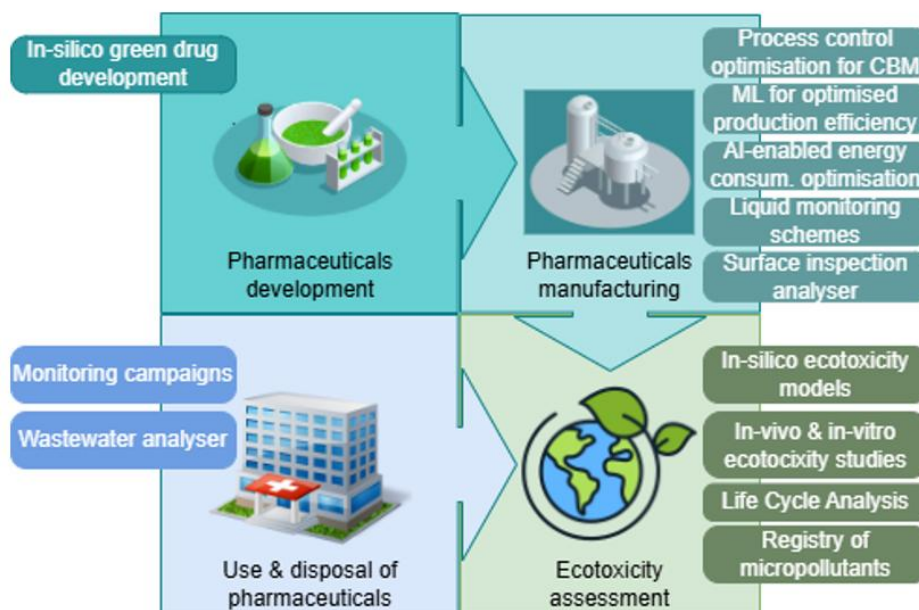 In-silico green drug
development
Pharmaceuticals
development
Process control
optimisation for CBM
ML for optimised
production efficiency
AI-enabled energy
consum. optimisation
Liquid monitoring
schemes
Surface inspection
analyser
Pharmaceuticals
manufacturing
Monitoring campaigns
Wastewater analyser
Use & disposal of
pharmaceuticals
In-silico ecotoxicity
models
In-vivo & in-vitro
ecotocixity studies
Life Cycle Analysis
Registry of
micropollutants
Ecotoxicity
assessment